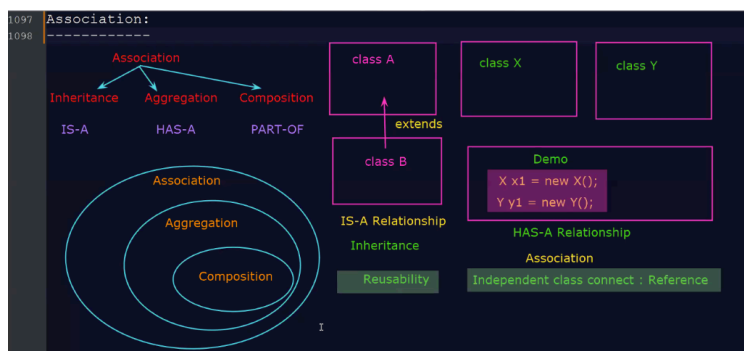 1097 Association:
1098 ------------
Association
Inheritance Aggregation Composition
IS-A HAS-A PART-OF
Association
Aggregation
Composition
class A
extends
class B
IS-A Relationship
Inheritance
Reusability
class X
class Y
Demo
X x1 = new X();
Y y1 = new Y();
HAS-A Relationship
Association
Independent class connect : Reference